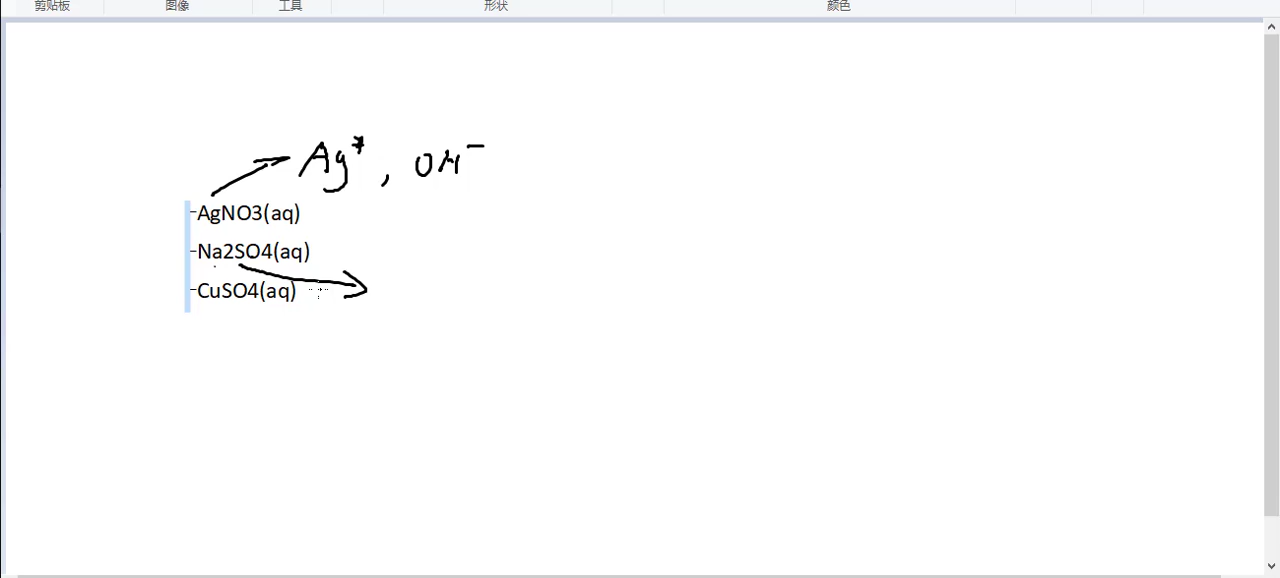 剪贴板 图像 工具 形状 颜色
Ag⁺, OH⁻
-AgNO3(aq)
-Na2SO4(aq)
-CuSO4(aq)